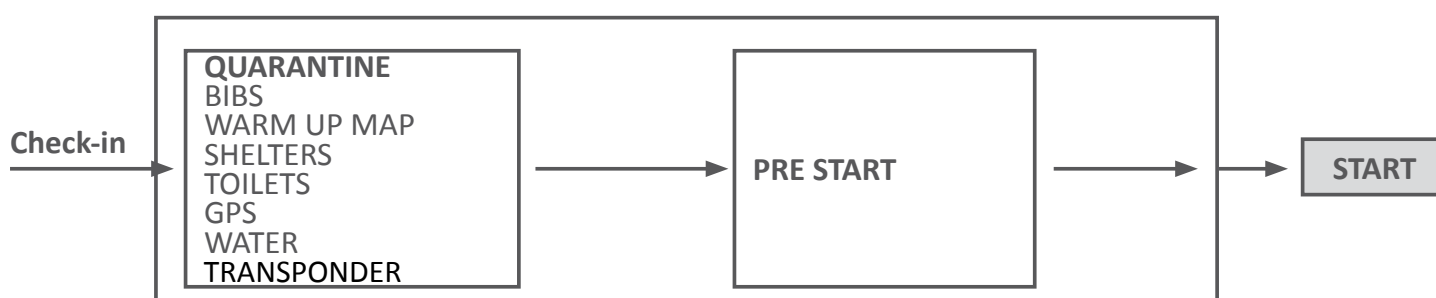 Check-in
QUARANTINE
BIBS
WARM UP MAP
SHELTERS
TOILETS
GPS
WATER
TRANSPONDER
PRE START
START